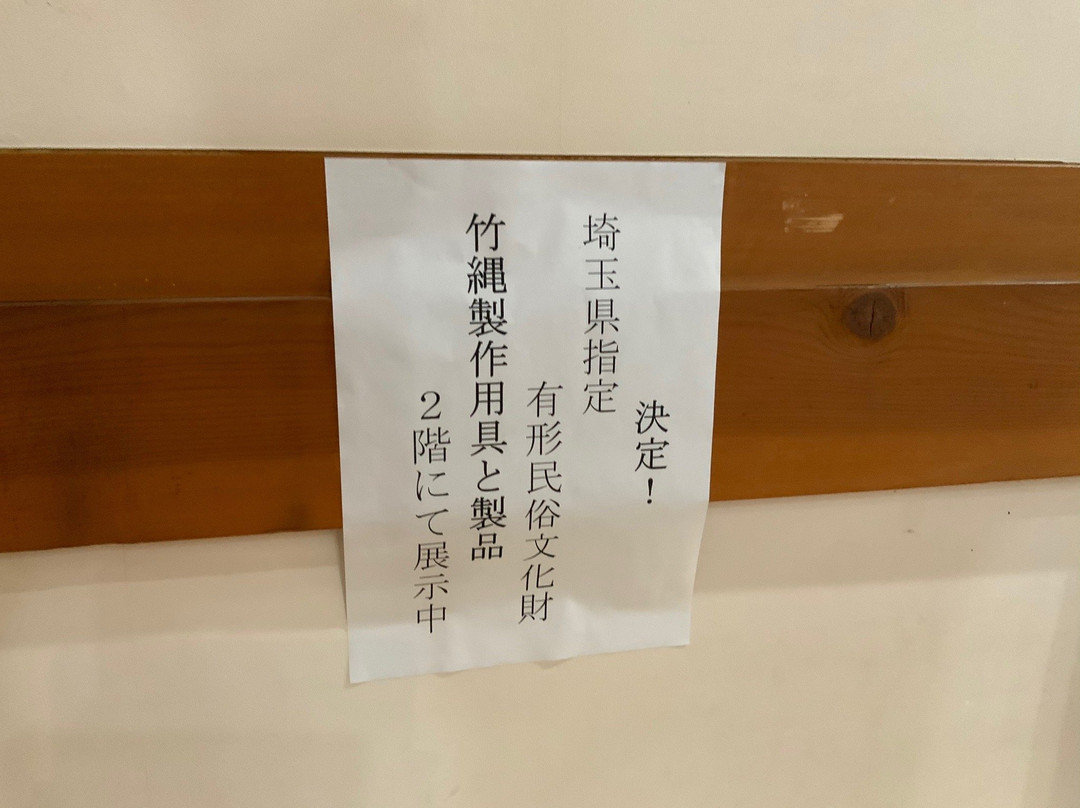 決定！
埼玉県指定
有形民俗文化財
竹縄製作用具と製品
２階にて展示中